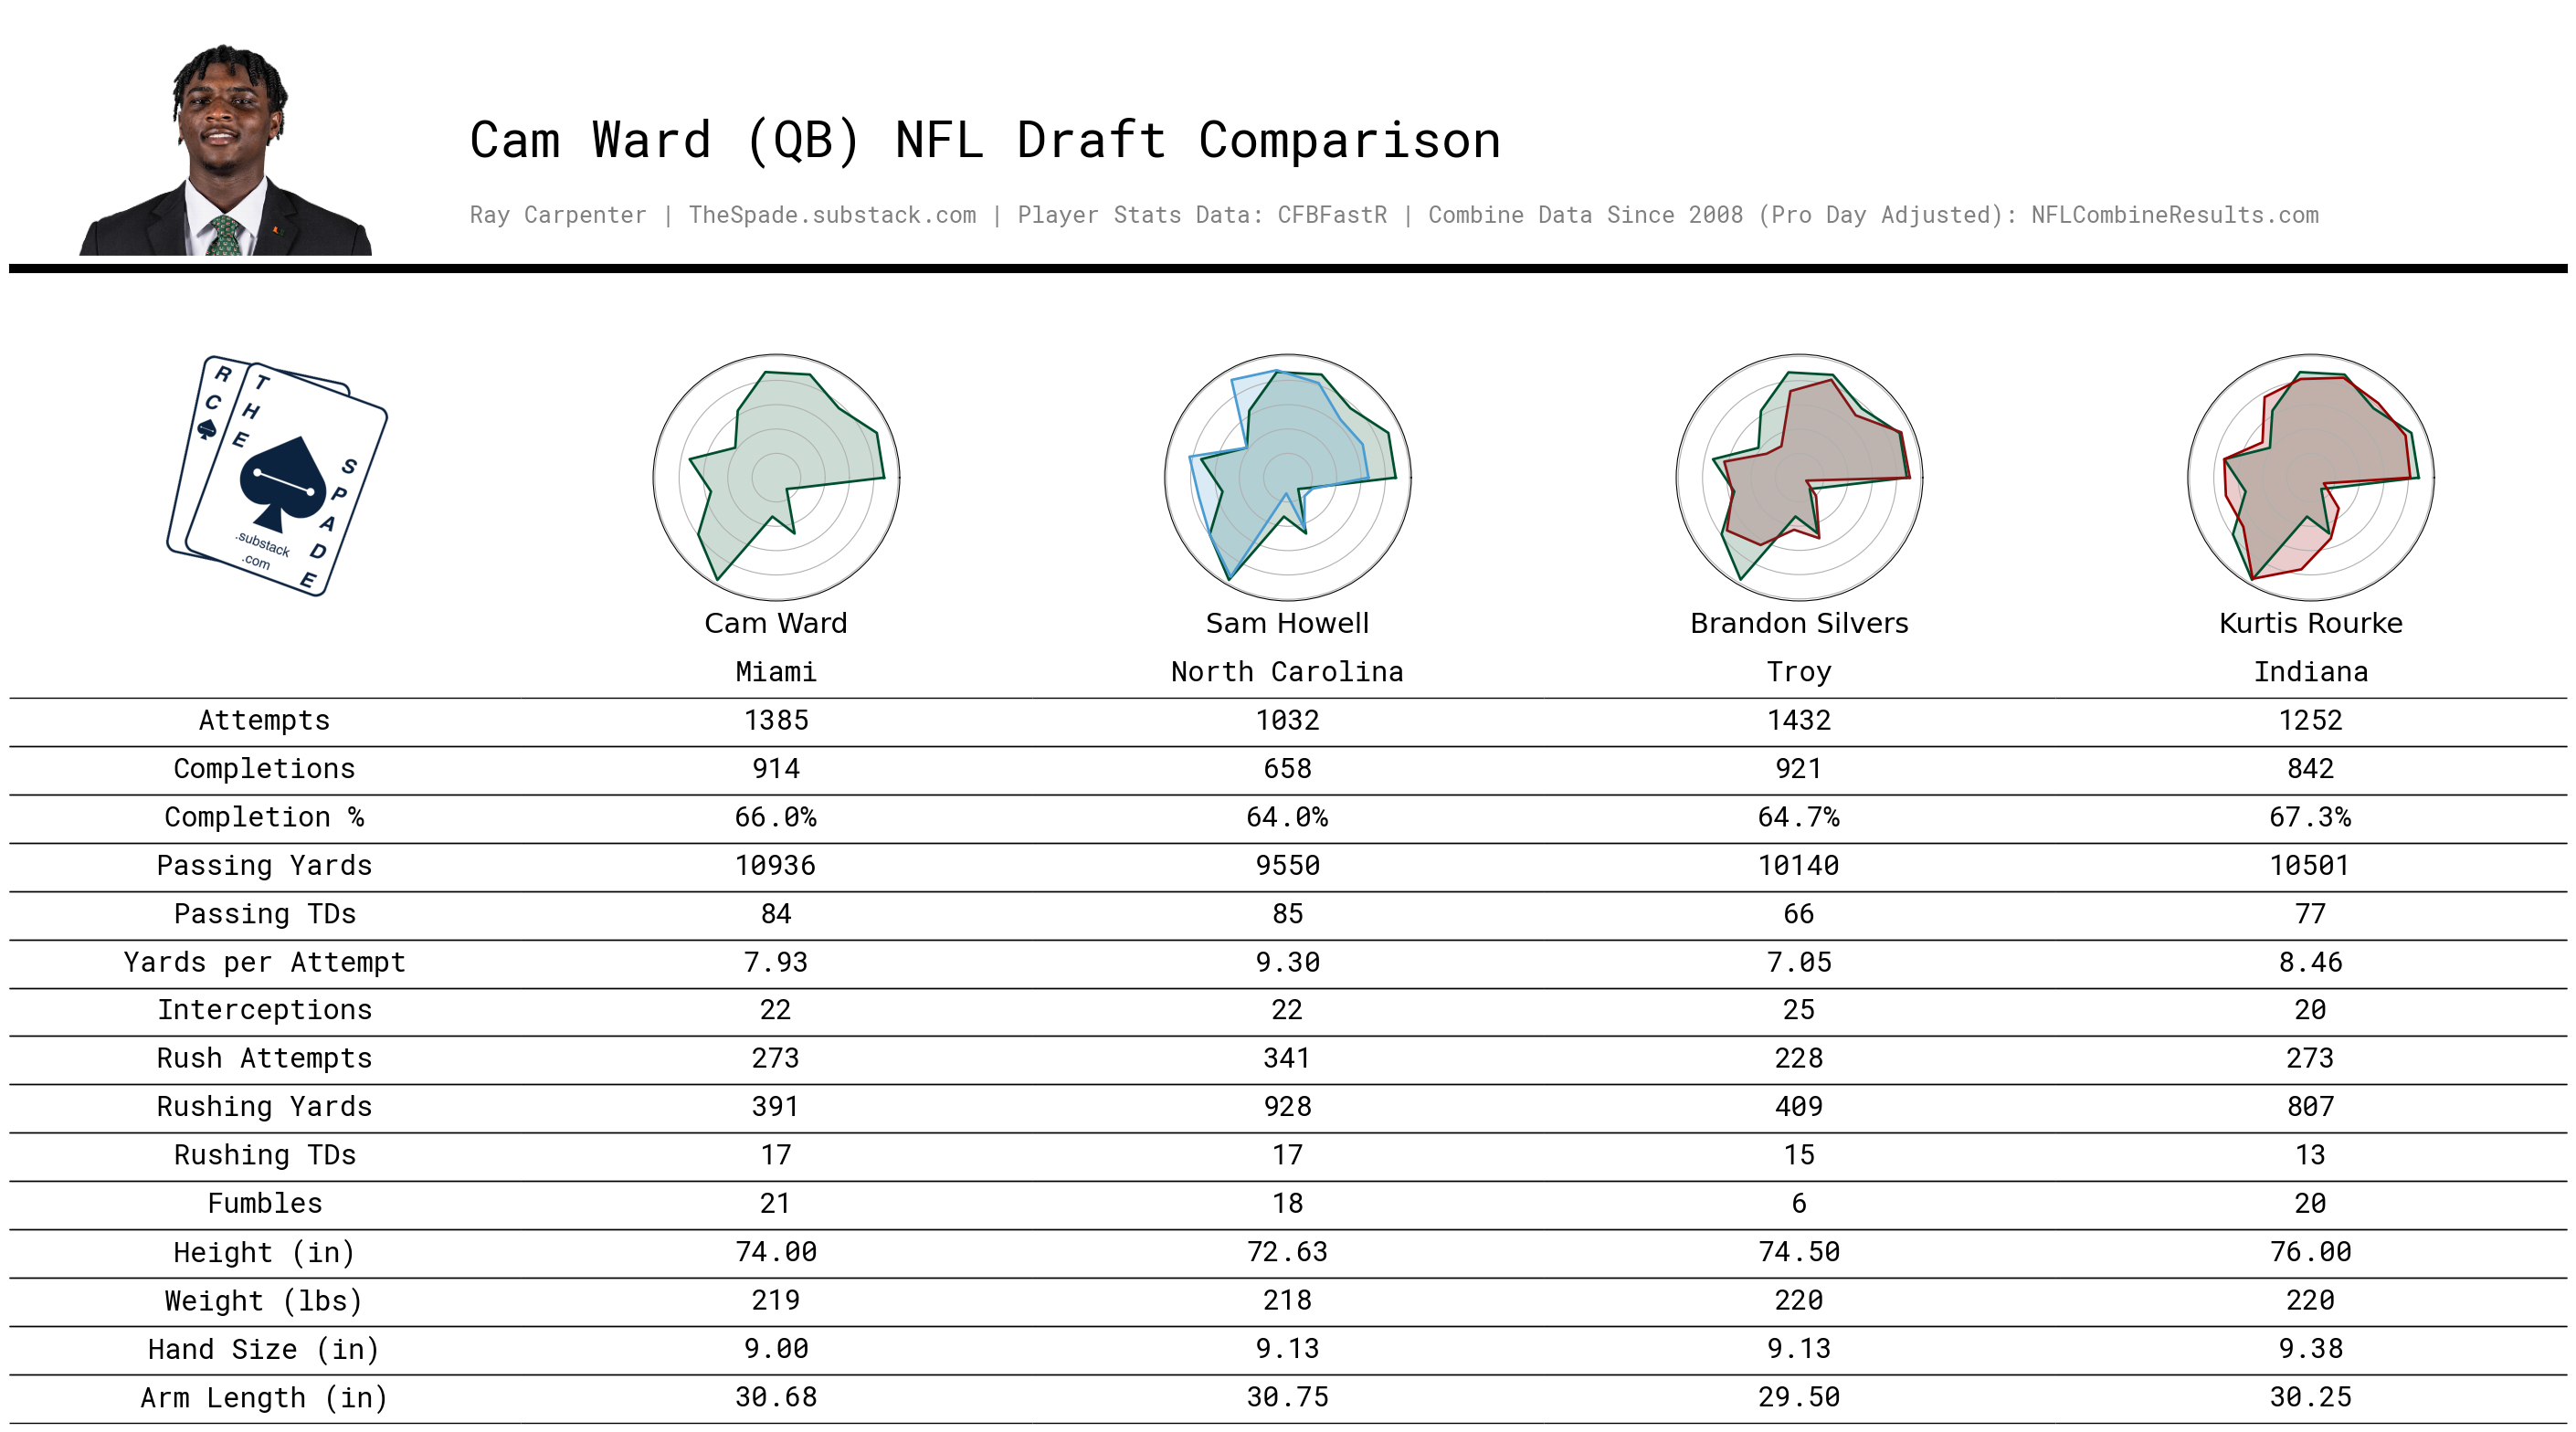 Cam Ward (QB) NFL Draft Comparison
Ray Carpenter | TheSpade.substack.com | Player Stats Data: CFBFastR | Combine Data Since 2008 (Pro Day Adjusted): NFLCombineResults.com
RC
THE
SPADE
.substack
.com
Cam Ward Sam Howell Brandon Silvers Kurtis Rourke
Miami North Carolina Troy Indiana
Attempts 1385 1032 1432 1252
Completions 914 658 921 842
Completion % 66.0% 64.0% 64.7% 67.3%
Passing Yards 10936 9550 10140 10501
Passing TDs 84 85 66 77
Yards per Attempt 7.93 9.30 7.05 8.46
Interceptions 22 22 25 20
Rush Attempts 273 341 228 273
Rushing Yards 391 928 409 807
Rushing TDs 17 17 15 13
Fumbles 21 18 6 20
Height (in) 74.00 72.63 74.50 76.00
Weight (lbs) 219 218 220 220
Hand Size (in) 9.00 9.13 9.13 9.38
Arm Length (in) 30.68 30.75 29.50 30.25